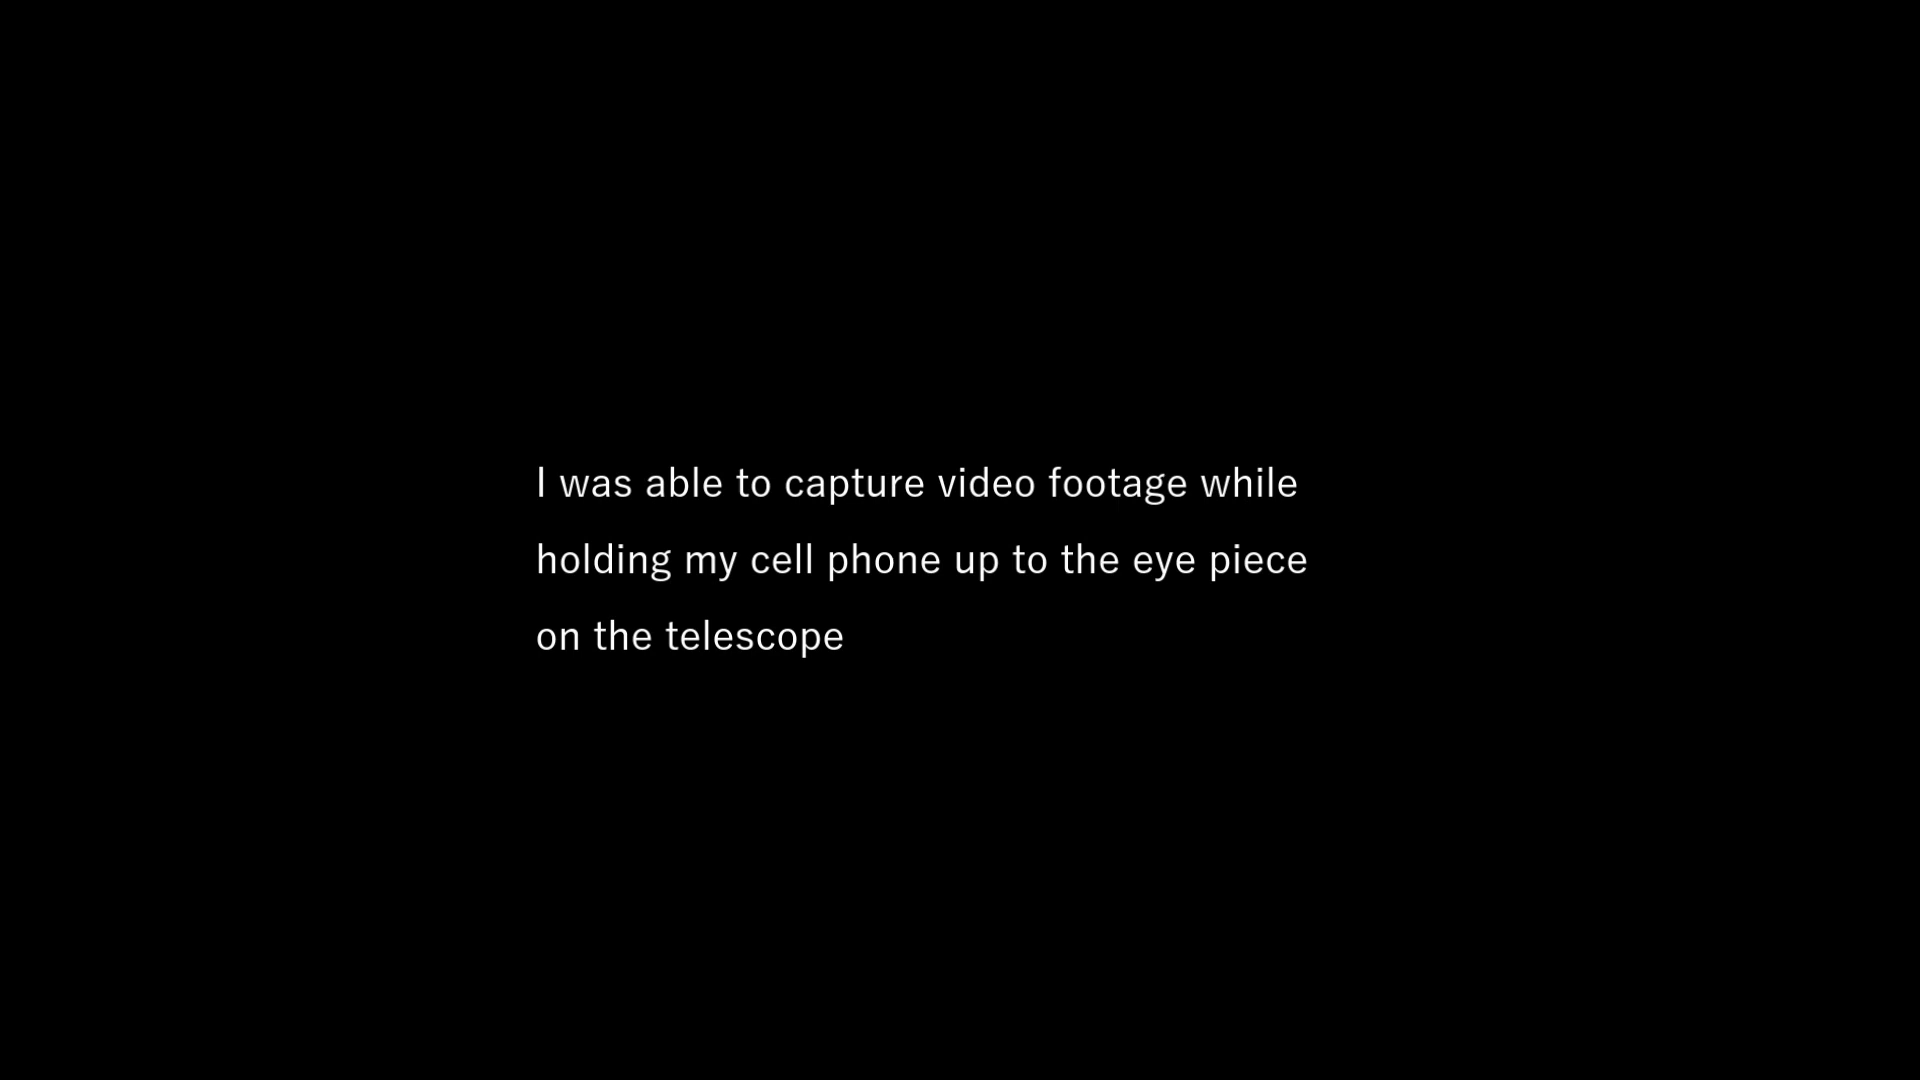 I was able to capture video footage while
holding my cell phone up to the eye piece
on the telescope